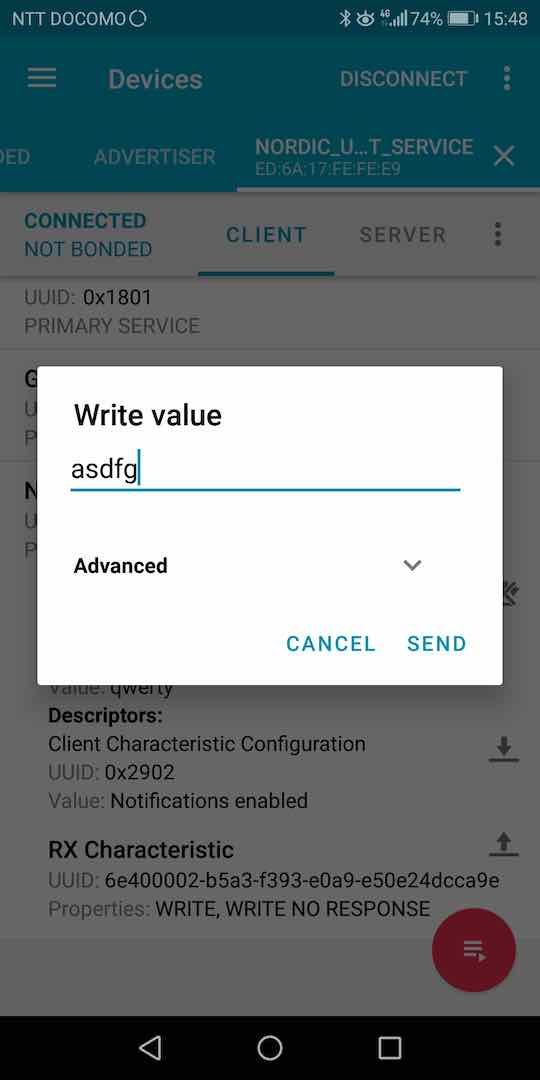 NTT DOCOMO 4G 74% 15:48
Devices DISCONNECT
DED ADVERTISER NORDIC_U...T_SERVICE
ED:6A:17:FE:FE:E9
CONNECTED
NOT BONDED
CLIENT SERVER
UUID: 0x1801
PRIMARY SERVICE
G
U
P
N
U
P
Write value
asdfg
Advanced
CANCEL SEND
Value: qwerty
Descriptors:
Client Characteristic Configuration
UUID: 0x2902
Value: Notifications enabled
RX Characteristic
UUID: 6e400002-b5a3-f393-e0a9-e50e24dcca9e
Properties: WRITE, WRITE NO RESPONSE